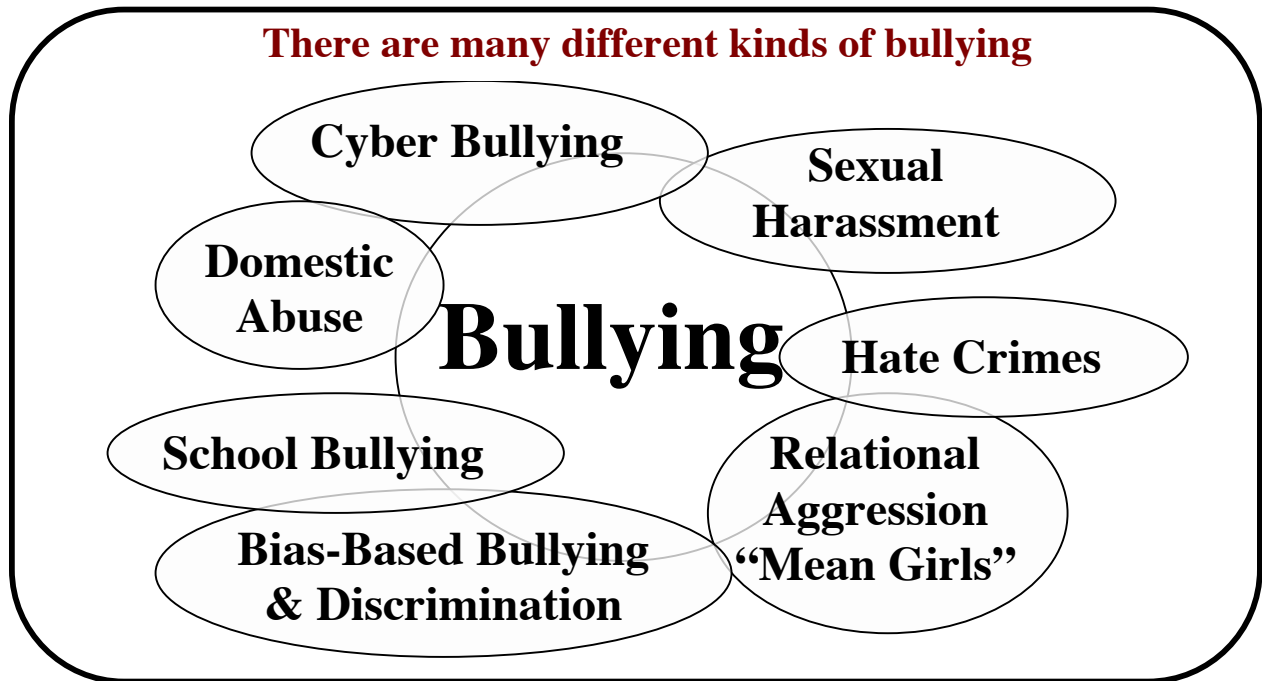 There are many different kinds of bullying
Cyber Bullying
Sexual
Harassment
Domestic
Abuse
Bullying
Hate Crimes
School Bullying
Relational
Aggression
“Mean Girls”
Bias-Based Bullying
& Discrimination